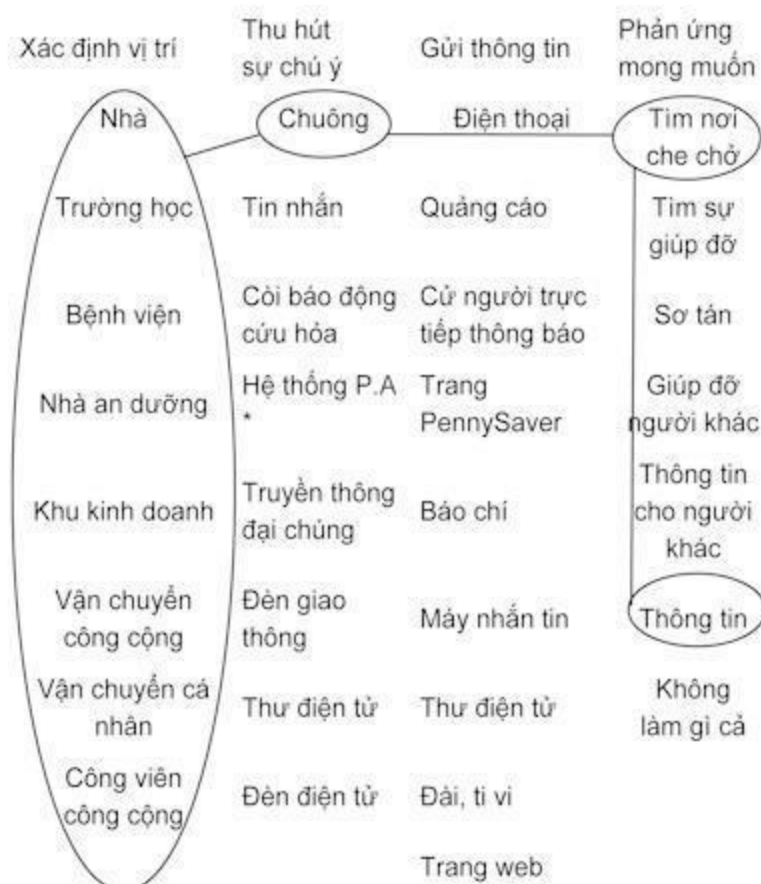 Xác định vị trí
Thu hút
sự chú ý
Gửi thông tin
Phản ứng
mong muốn
Nhà
Chuông
Điện thoại
Tim nơi
che chở
Trường học
Tin nhắn
Quảng cáo
Tim sự
giúp đỡ
Bệnh viện
Còi báo động
cứu hỏa
Cử người trực
tiếp thông báo
Sơ tán
Nhà an dưỡng
Hệ thống P.A
*
Trang
PennySaver
Giúp đỡ
người khác
Khu kinh doanh
Truyền thông
đại chúng
Báo chí
Thông tin
cho người
khác
Vận chuyển
công cộng
Đèn giao
thông
Máy nhắn tin
Thông tin
Vận chuyển cá
nhân
Thư điện tử
Thư điện tử
Không
làm gì cả
Công viên
công cộng
Đèn điện tử
Đài, ti vi
Trang web